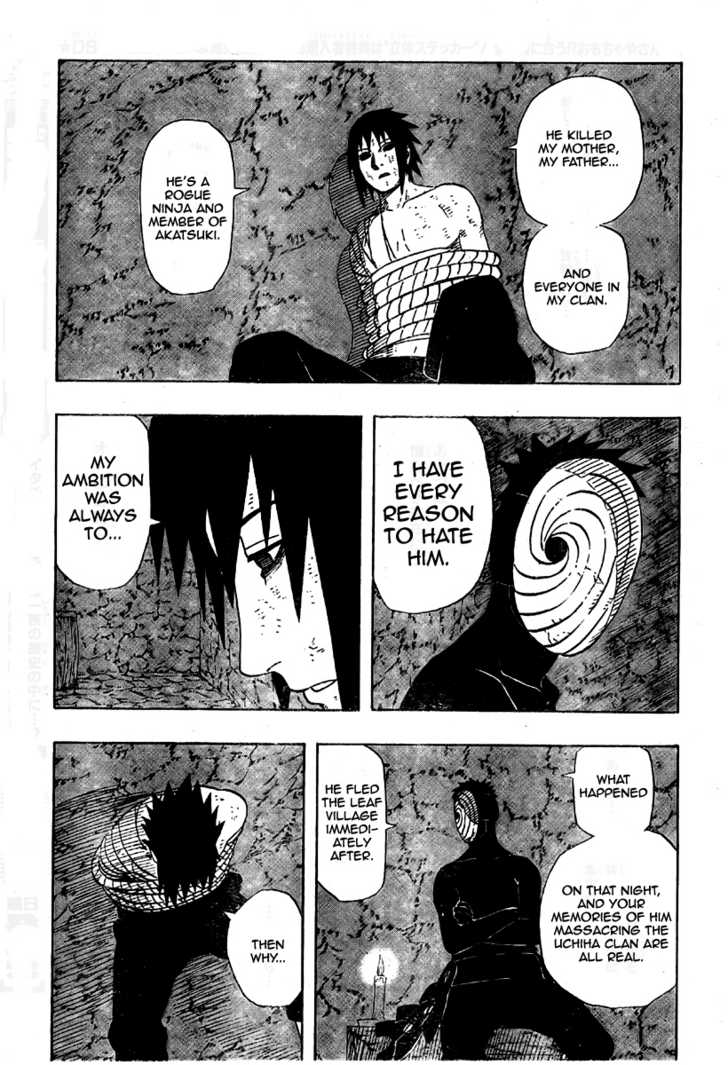 HE KILLED
MY MOTHER,
MY FATHER...
AND
EVERYONE IN
MY CLAN.
HE'S A
ROGUE
NINJA AND
MEMBER OF
AKATSUKI.
I HAVE
EVERY
REASON
TO HATE
HIM.
MY
AMBITION
WAS
ALWAYS
TO...
WHAT
HAPPENED
ON THAT NIGHT,
AND YOUR
MEMORIES OF HIM
MASSACRING THE
UCHIHA CLAN ARE
ALL REAL.
HE FLED
THE LEAF
VILLAGE
IMMEDI-
ATELY
AFTER.
THEN
WHY...